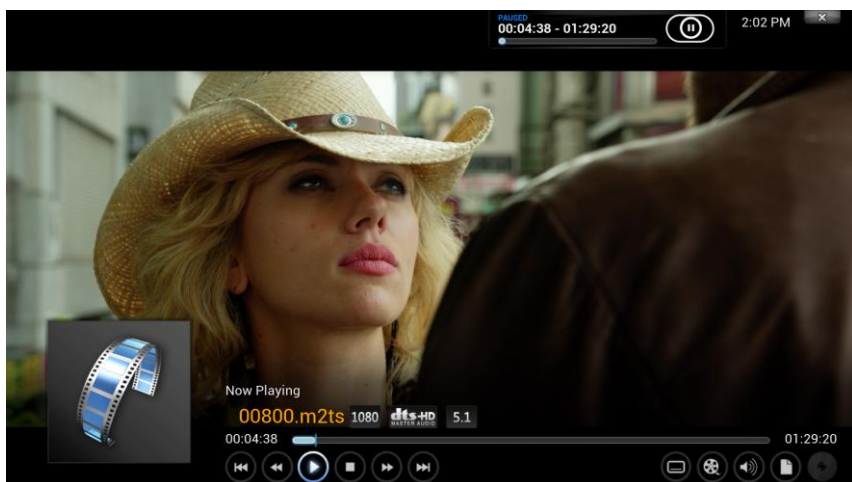 PAUSED
00:04:38 - 01:29:20
2:02 PM
Now Playing
00800.m2ts 1080 dts-HD MASTER AUDIO 5.1
00:04:38 01:29:20